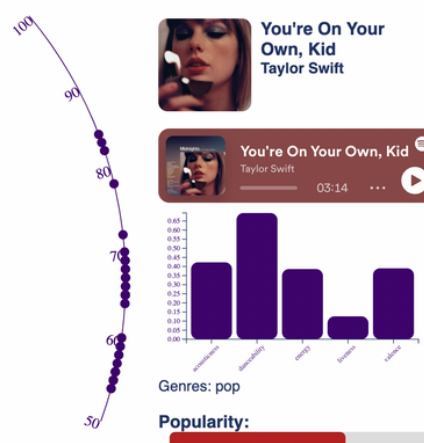 100
90
80
70
60
50
You're On Your
Own, Kid
Taylor Swift
You're On Your Own, Kid
Taylor Swift
03:14
0.65
0.60
0.55
0.50
0.45
0.40
0.35
0.30
0.25
0.20
0.15
0.10
0.05
0.00
acousticness danceability energy liveness valence
Genres: pop
Popularity: